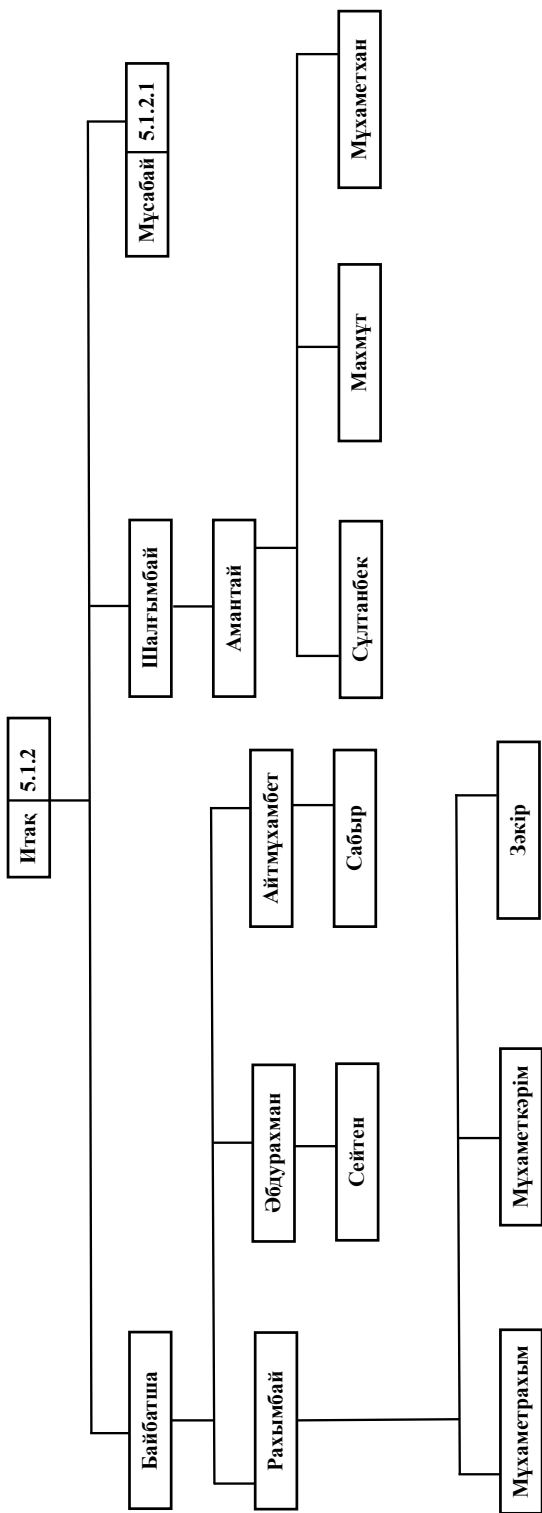 Итақ 5.1.2
Байбатша
Шалғымбай
Мұсабай 5.1.2.1
Рахымбай
Әбдурахман
Айтмұхамбет
Амантай
Сейтен
Сабыр
Сұлтанбек
Махмұт
Мұхаметхан
Мұхаметрахым
Мұхаметкәрім
Зәкір